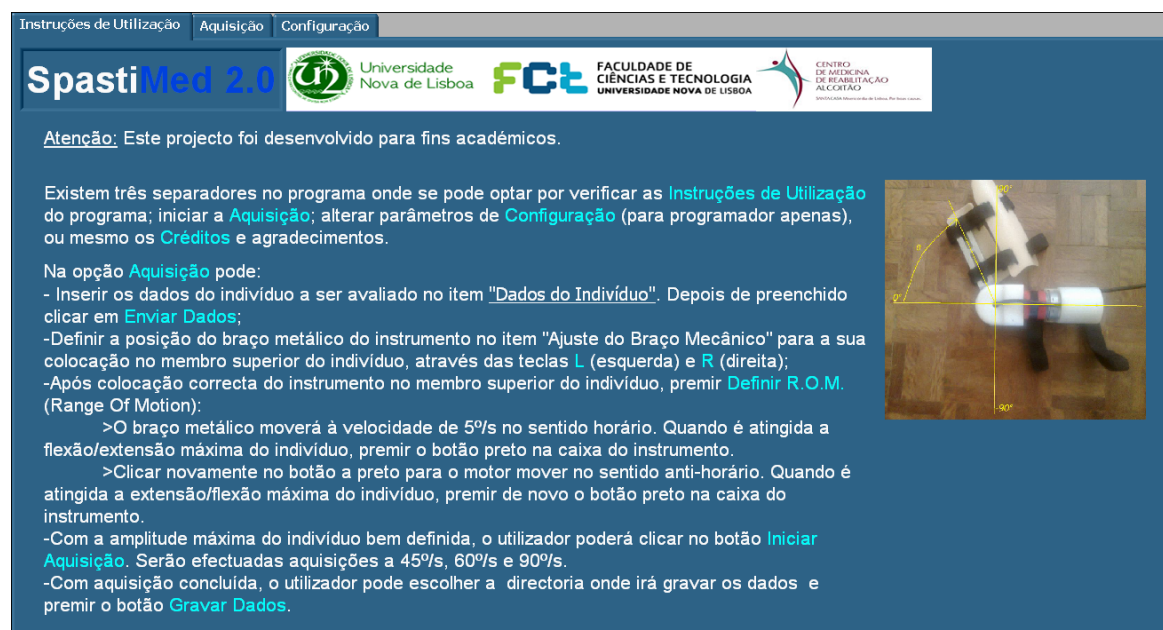 Instruções de Utilização Aquisição Configuração
SpastiMed 2.0
Universidade
Nova de Lisboa
FCt
FACULDADE DE
CIÊNCIAS E TECNOLOGIA
UNIVERSIDADE NOVA DE LISBOA
CENTRO
DE MEDICINA
DE REABILITAÇÃO
ALCOITÃO
Atenção: Este projecto foi desenvolvido para fins académicos.
Existem três separadores no programa onde se pode optar por verificar as Instruções de Utilização
do programa; iniciar a Aquisição; alterar parâmetros de Configuração (para programador apenas),
ou mesmo os Créditos e agradecimentos.
Na opção Aquisição pode:
- Inserir os dados do indivíduo a ser avaliado no item "Dados do Indivíduo". Depois de preenchido
clicar em Enviar Dados;
-Definir a posição do braço metálico do instrumento no item "Ajuste do Braço Mecânico" para a sua
colocação no membro superior do indivíduo, através das teclas L (esquerda) e R (direita);
-Após colocação correcta do instrumento no membro superior do indivíduo, premir Definir R.O.M.
(Range Of Motion):
>O braço metálico moverá à velocidade de 5º/s no sentido horário. Quando é atingida a
flexão/extensão máxima do indivíduo, premir o botão preto na caixa do instrumento.
>Clicar novamente no botão a preto para o motor mover no sentido anti-horário. Quando é
atingida a extensão/flexão máxima do indivíduo, premir de novo o botão preto na caixa do
instrumento.
-Com a amplitude máxima do indivíduo bem definida, o utilizador poderá clicar no botão Iniciar
Aquisição. Serão efectuadas aquisições a 45º/s, 60º/s e 90º/s.
-Com aquisição concluída, o utilizador pode escolher a directoria onde irá gravar os dados e
premir o botão Gravar Dados.
90°
0°
-90°